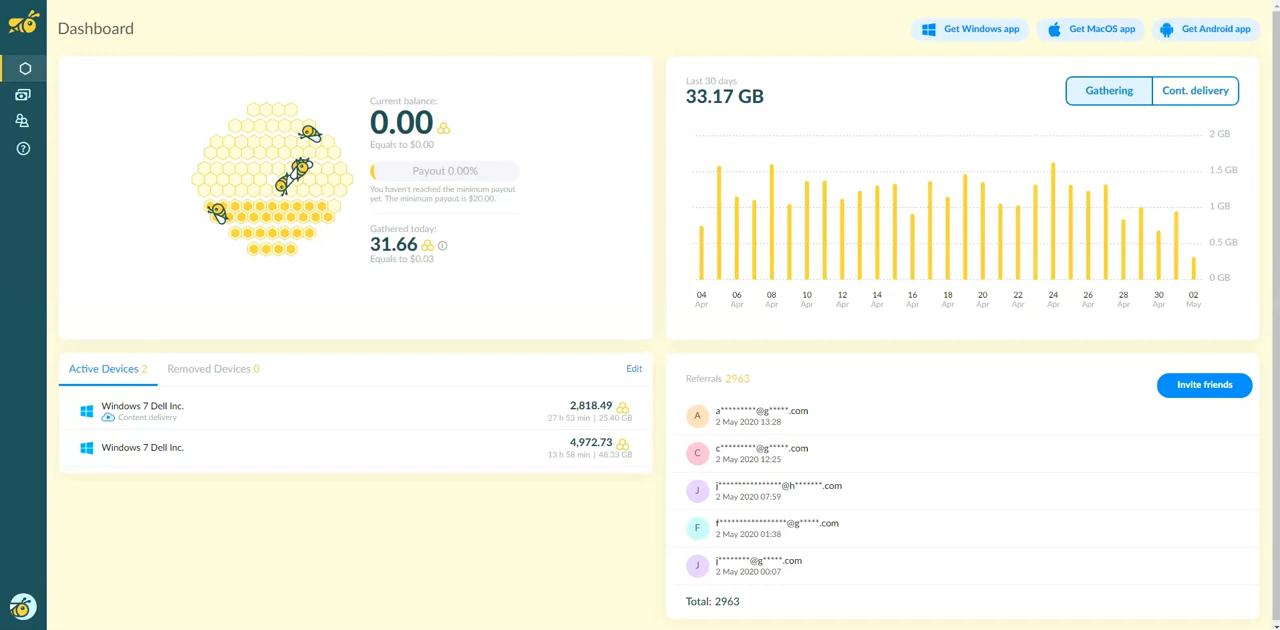 Dashboard
Get Windows app
Get MacOS app
Get Android app
Current balance:
0.00
Equals to $0.00
Payout 0.00%
You haven't reached the minimum payout
yet. The minimum payout is $20.00.
Gathered today:
31.66
Equals to $0.03
Last 30 days
33.17 GB
Gathering
Cont. delivery
2 GB
1.5 GB
1 GB
0.5 GB
0 GB
04 06 08 10 12 14 16 18 20 22 24 26 28 30 02
Apr Apr Apr Apr Apr Apr Apr Apr Apr Apr Apr Apr Apr Apr May
Active Devices 2
Removed Devices 0
Edit
Windows 7 Dell Inc.
Content delivery
2,818.49
27 h 53 min | 25.40 GB
Windows 7 Dell Inc.
4,972.73
13 h 58 min | 48.33 GB
Referrals 2963
Invite friends
A
a*********@g*****.com
2 May 2020 13:28
C
c*********@g*****.com
2 May 2020 12:25
J
j****************@h*******.com
2 May 2020 07:59
F
f*****************@g*****.com
2 May 2020 01:38
J
j********@g*****.com
2 May 2020 00:07
Total: 2963